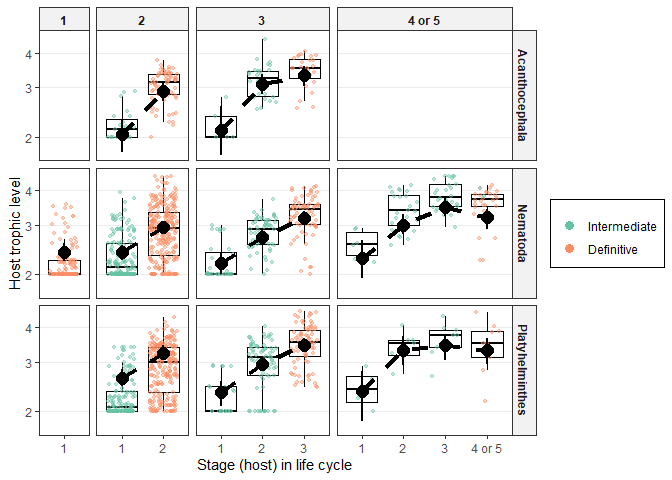 1 2 3 4 or 5
4
3
2
Acanthocephala
Host trophic level
4
3
2
Nematoda
Intermediate
Definitive
4
3
2
Platyhelminthes
1 1 2 1 2 3 1 2 3 4 or 5
Stage (host) in life cycle